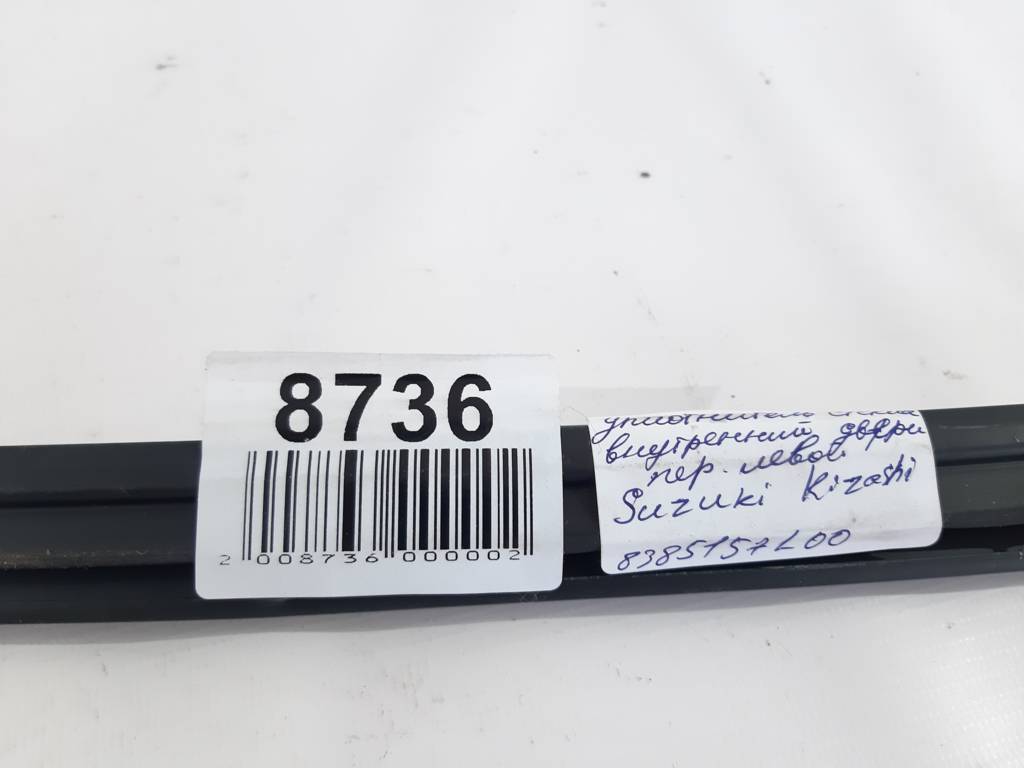 8736
2 008736 000002
уплотнитель стекла
внутренний двери
пер. левой
Suzuki Kizashi
8385157L00